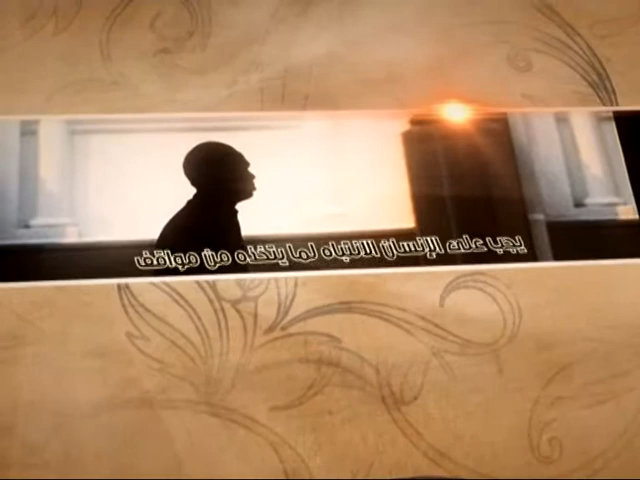 يجب على الإنسان الانتباه لما يتخذه من مواقف